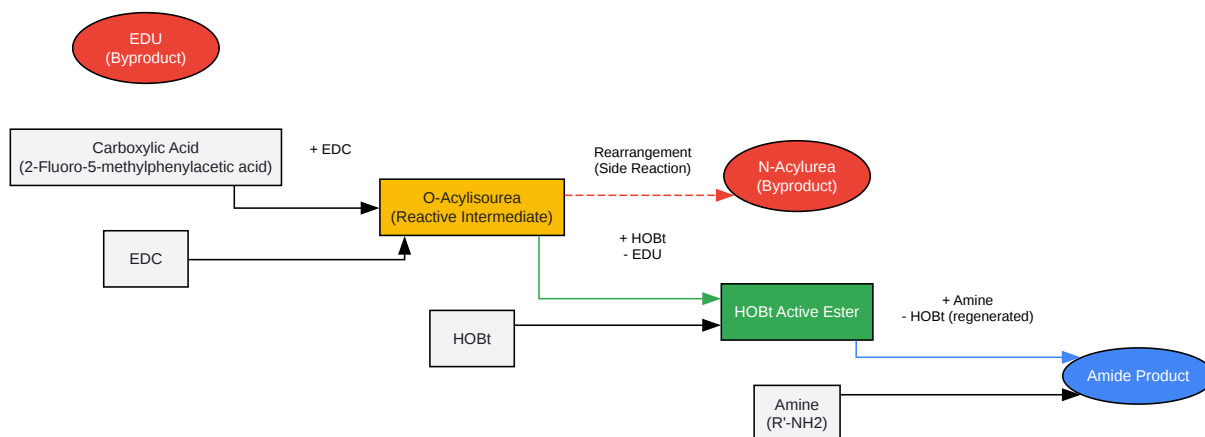 EDU
(Byproduct)
Carboxylic Acid
(2-Fluoro-5-methylphenylacetic acid)
+ EDC
Rearrangement
(Side Reaction)
N-Acylurea
(Byproduct)
O-Acylisourea
(Reactive Intermediate)
EDC
+ HOBt
- EDU
HOBt Active Ester
+ Amine
- HOBt (regenerated)
HOBt
Amide Product
Amine
(R'-NH2)